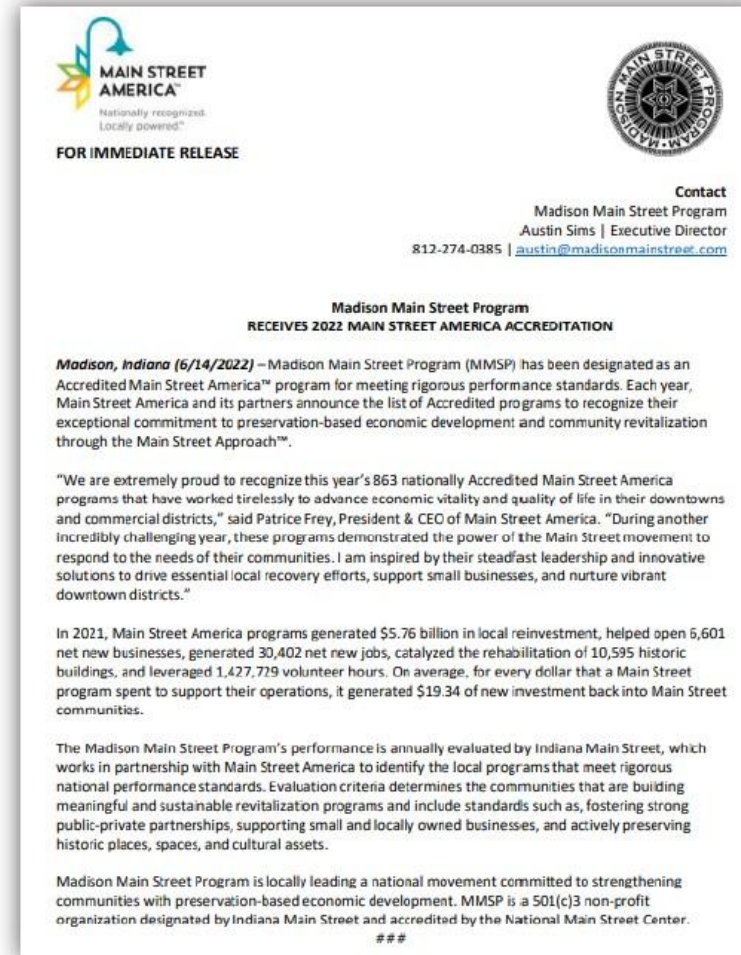 MAIN STREET
AMERICA™
Nationally recognized.
Locally powered.™
MAIN STREET PROGRAM
MADISON
FOR IMMEDIATE RELEASE
Contact
Madison Main Street Program
Austin Sims | Executive Director
812-274-0385 | austin@madisonmainstreet.com
Madison Main Street Program
RECEIVES 2022 MAIN STREET AMERICA ACCREDITATION
Madison, Indiana (6/14/2022) – Madison Main Street Program (MMSP) has been designated as an
Accredited Main Street America™ program for meeting rigorous performance standards. Each year,
Main Street America and its partners announce the list of Accredited programs to recognize their
exceptional commitment to preservation-based economic development and community revitalization
through the Main Street Approach™.
“We are extremely proud to recognize this year’s 863 nationally Accredited Main Street America
programs that have worked tirelessly to advance economic vitality and quality of life in their downtowns
and commercial districts,” said Patrice Frey, President & CEO of Main Street America. “During another
incredibly challenging year, these programs demonstrated the power of the Main Street movement to
respond to the needs of their communities. I am inspired by their steadfast leadership and innovative
solutions to drive essential local recovery efforts, support small businesses, and nurture vibrant
downtown districts.”
In 2021, Main Street America programs generated $5.76 billion in local reinvestment, helped open 6,601
net new businesses, generated 30,402 net new jobs, catalyzed the rehabilitation of 10,595 historic
buildings, and leveraged 1,427,729 volunteer hours. On average, for every dollar that a Main Street
program spent to support their operations, it generated $19.34 of new investment back into Main Street
communities.
The Madison Main Street Program’s performance is annually evaluated by Indiana Main Street, which
works in partnership with Main Street America to identify the local programs that meet rigorous
national performance standards. Evaluation criteria determines the communities that are building
meaningful and sustainable revitalization programs and include standards such as, fostering strong
public-private partnerships, supporting small and locally owned businesses, and actively preserving
historic places, spaces, and cultural assets.
Madison Main Street Program is locally leading a national movement committed to strengthening
communities with preservation-based economic development. MMSP is a 501(c)3 non-profit
organization designated by Indiana Main Street and accredited by the National Main Street Center.
###